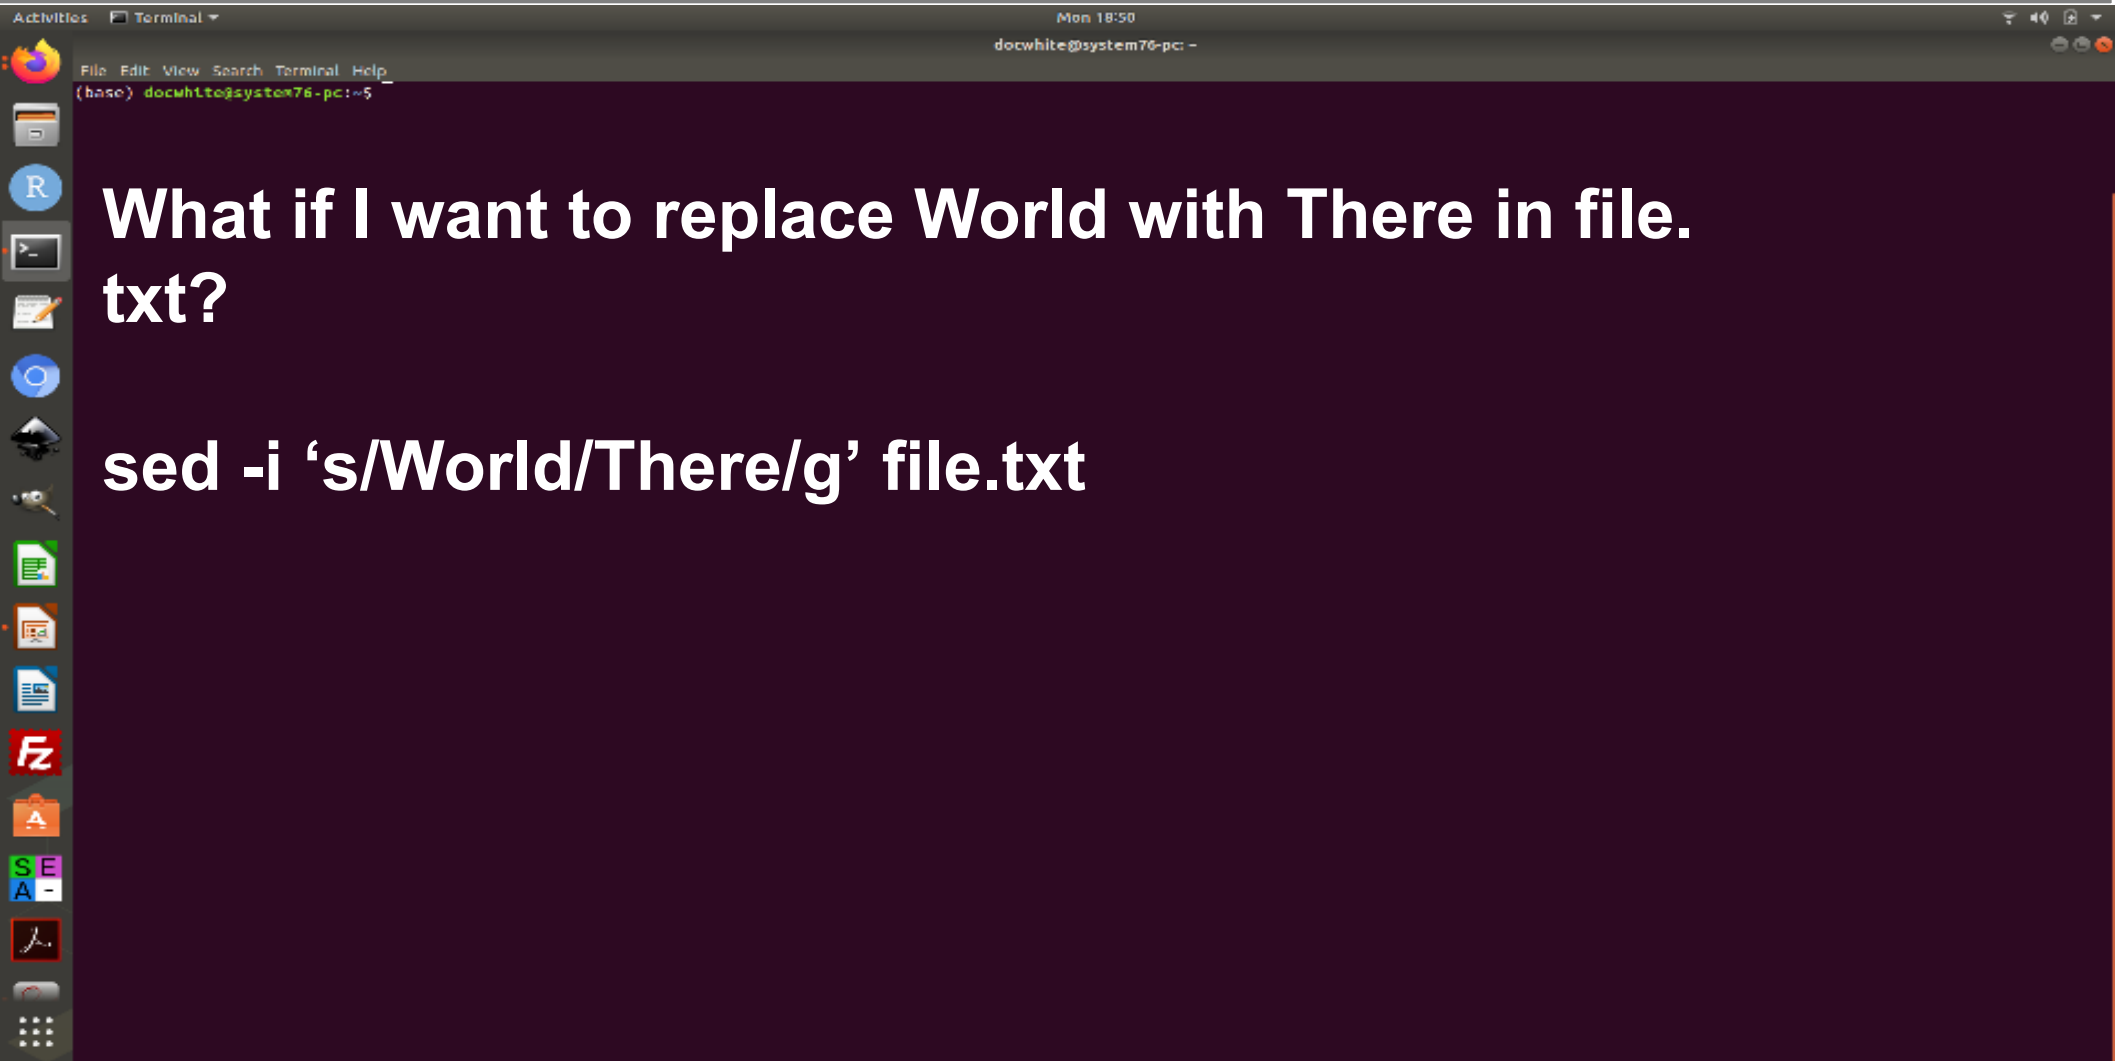 Activities Terminal Mon 18:50
docwhite@system76-pc: ~
File Edit View Search Terminal Help
(base) docwhite@system76-pc:~$
What if I want to replace World with There in file.
txt?
sed -i ‘s/World/There/g’ file.txt
R
>_
Fz
A
S E
A -